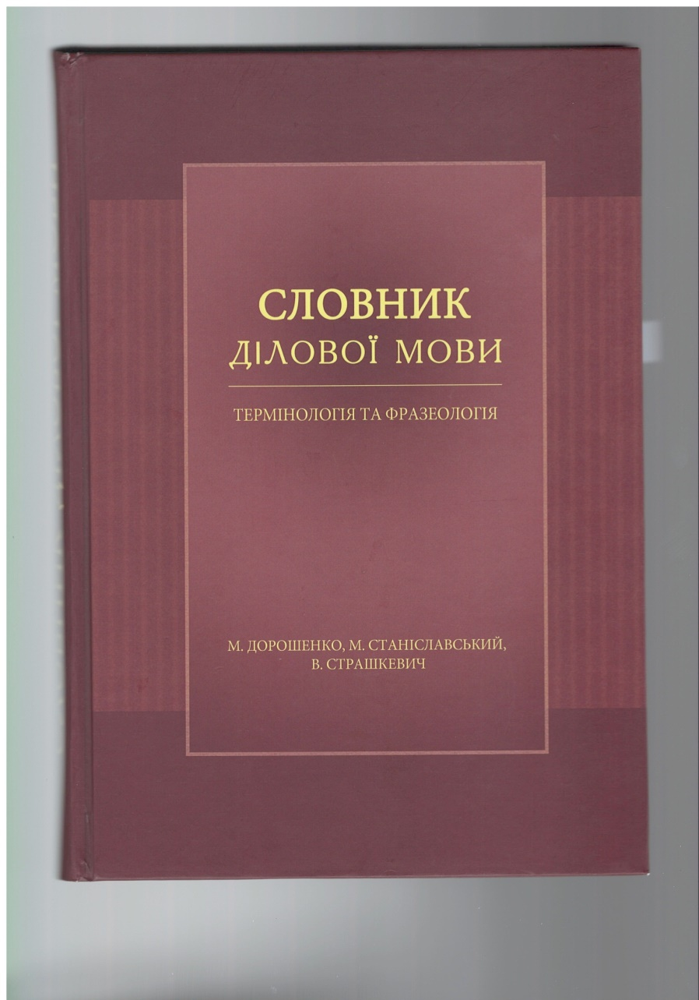 СЛОВНИК
ДІЛОВОЇ МОВИ
ТЕРМІНОЛОГІЯ ТА ФРАЗЕОЛОГІЯ
М. ДОРОШЕНКО, М. СТАНІСЛАВСЬКИЙ,
В. СТРАШКЕВИЧ